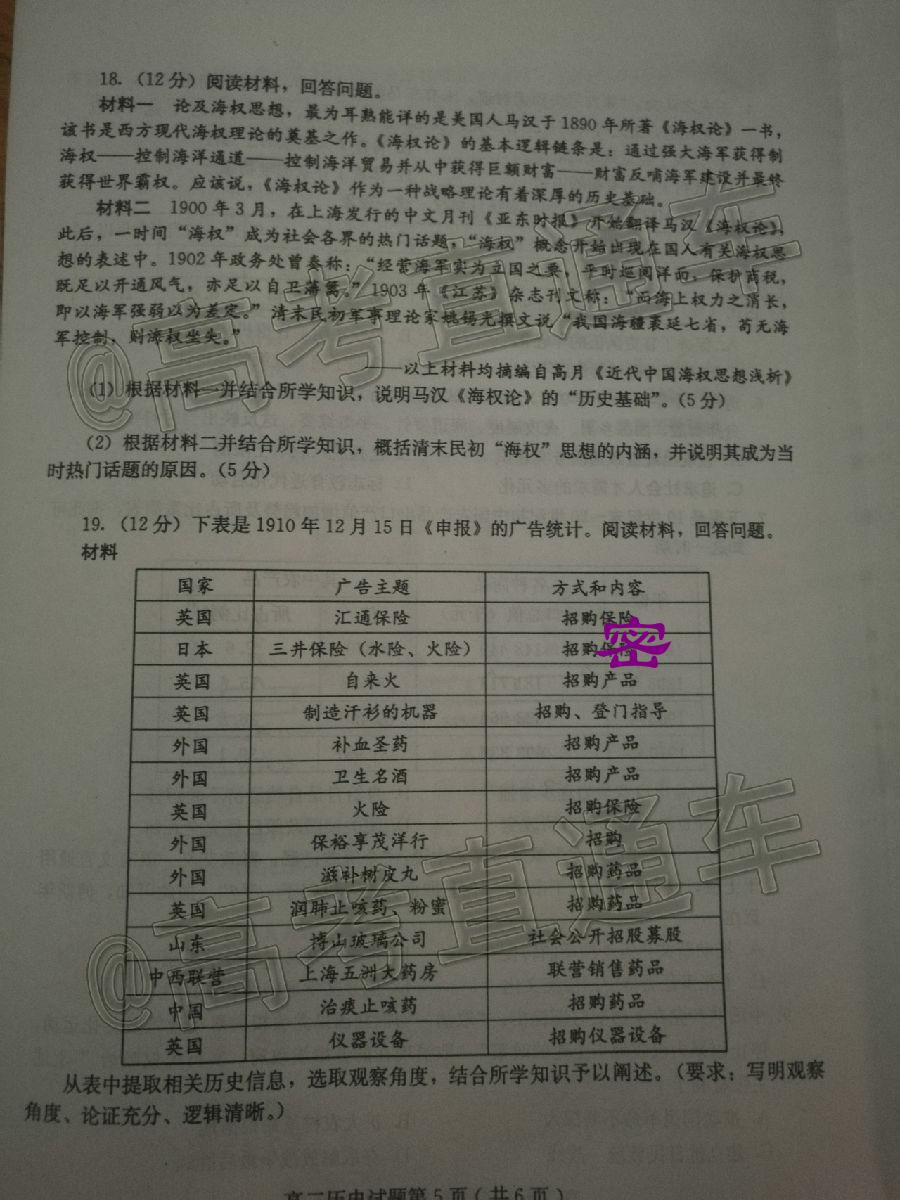 18.（12分）阅读材料，回答问题。
材料一 论及海权思想，最为耳熟能详的是美国人马汉于1890年所著《海权论》一书，
该书是西方现代海权理论的奠基之作。《海权论》的基本逻辑链条是：通过强大海军获得制
海权——控制海洋通道——控制海洋贸易并从中获得巨额财富——财富反哺海军建设并最终
获得世界霸权。应该说，《海权论》作为一种战略理论有着深厚的历史基础。
材料二 1900年3月，在上海发行的中文月刊《亚东时报》开始翻译马汉《海权论》，
此后，一时间“海权”成为社会各界的热门话题，“海权”概念开始出现在国人有关海权思
想的表述中。1902年政务处曾奏称：“经营海军实为立国之要，平时巡阅洋面，保护商税，
既足以开通风气，亦足以自卫藩篱。”1903年《江苏》杂志刊文称：“西海上权力之消长，
即以海军强弱以为差定。”清末民初军事理论家姚锡光撰文说“我国海疆袤延七省，苟无海
军控制，则海权坐失。”
——以上材料均摘编自高月《近代中国海权思想浅析》
（1）根据材料一并结合所学知识，说明马汉《海权论》的“历史基础”。（5分）
（2）根据材料二并结合所学知识，概括清末民初“海权”思想的内涵，并说明其成为当
时热门话题的原因。（5分）
19.（12分）下表是1910年12月15日《申报》的广告统计。阅读材料，回答问题。
材料
国家 广告主题 方式和内容
英国 汇通保险 招购保险
日本 三井保险（水险、火险） 招购保险
密
英国 自来火 招购产品
英国 制造汗衫的机器 招购、登门指导
外国 补血圣药 招购产品
外国 卫生名酒 招购产品
英国 火险 招购保险
外国 保裕享茂洋行 招购
外国 滋补树皮丸 招购药品
英国 润肺止咳药、粉蜜 招购药品
山东 博山玻璃公司 社会公开招股募股
中西联营 上海五洲大药房 联营销售药品
中国 治痰止咳药 招购药品
英国 仪器设备 招购仪器设备
从表中提取相关历史信息，选取观察角度，结合所学知识予以阐述。（要求：写明观察
角度、论证充分、逻辑清晰。）
高二历史试题第5页（共6页）
@高考直通车
@高考直通车